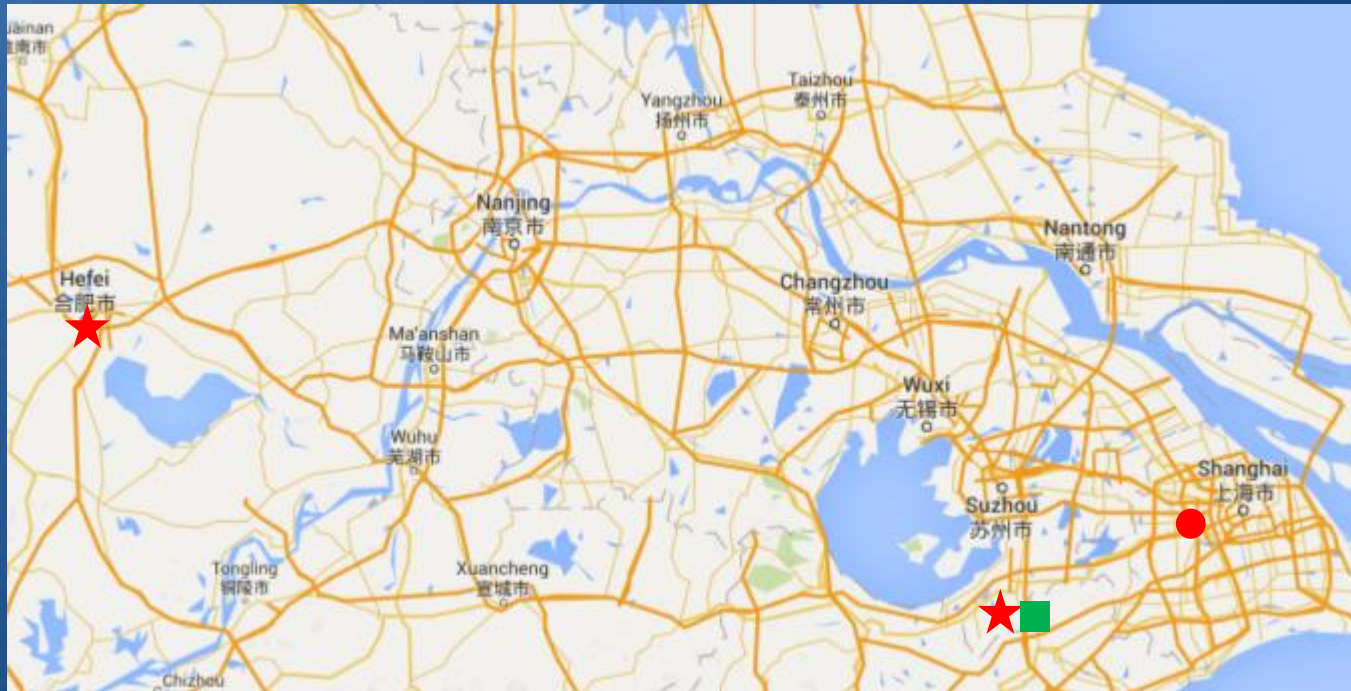 uainan
南市
Taizhou
泰州市
Yangzhou
扬州市
Nanjing
南京市
Nantong
南通市
Hefei
合肥市
Changzhou
常州市
Ma'anshan
马鞍山市
Wuxi
无锡市
Wuhu
芜湖市
Shanghai
上海市
Suzhou
苏州市
Tongling
铜陵市
Xuancheng
宣城市
Chizhou